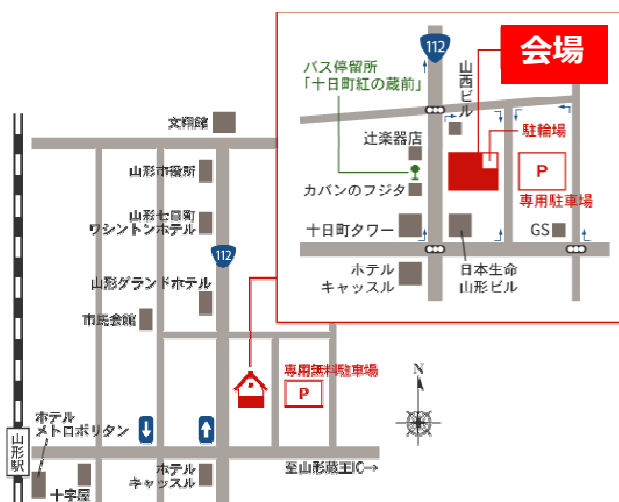 会場
112
山西ビル
バス停留所
「十日町紅の蔵前」
辻楽器店
駐輪場
P
専用駐車場
カバンのフジタ
十日町タワー
GS
ホテル
キャッスル
日本生命
山形ビル
文翔館
山形市役所
山形七日町
ワシントンホテル
112
山形グランドホテル
市民会館
専用無料駐車場
P
N
ホテル
メトロポリタン
山形駅
十字屋
ホテル
キャッスル
至山形蔵王IC→